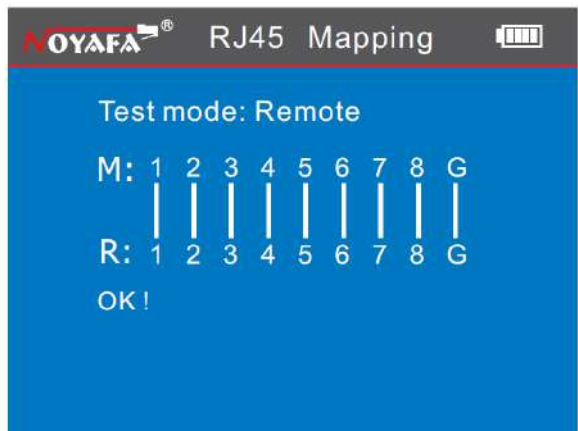 NOYAFA® RJ45 Mapping
Test mode: Remote
M: 1 2 3 4 5 6 7 8 G
R: 1 2 3 4 5 6 7 8 G
OK!